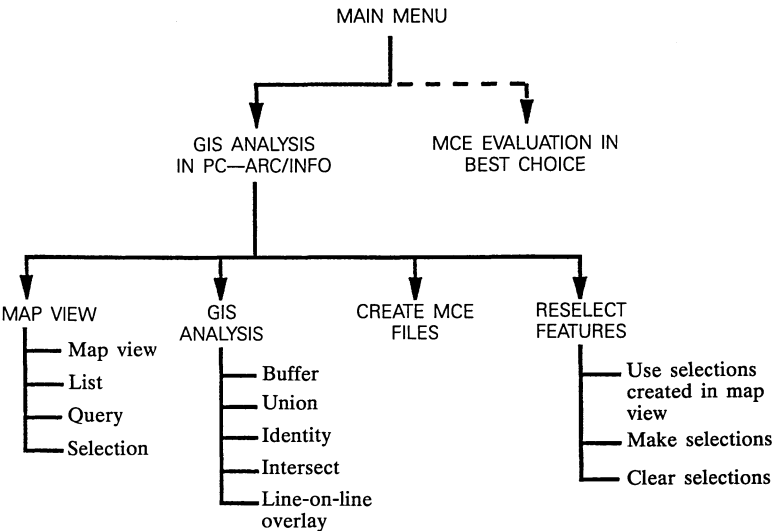 MAIN MENU
GIS ANALYSIS
IN PC—ARC/INFO
MCE EVALUATION IN
BEST CHOICE
MAP VIEW
Map view
List
Query
Selection
GIS
ANALYSIS
Buffer
Union
Identity
Intersect
Line-on-line
overlay
CREATE MCE
FILES
RESELECT
FEATURES
Use selections
created in map
view
Make selections
Clear selections